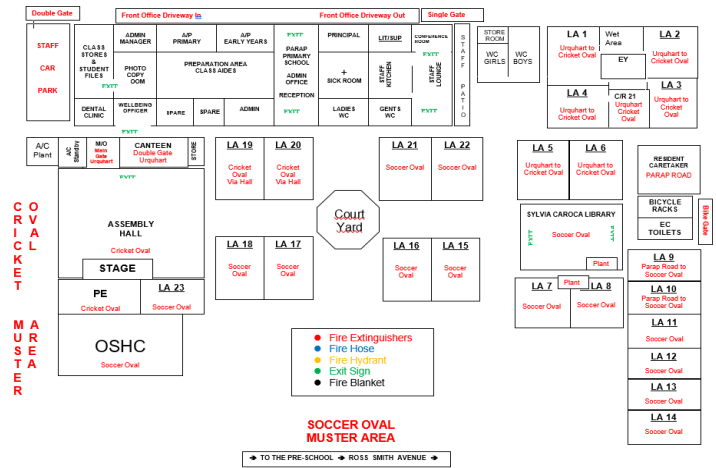 Double Gate
Front Office Driveway In
Front Office Driveway Out
Single Gate
STAFF
CAR
PARK
CLASS
STORES
&
STUDENT
FILES
EXIT
ADMIN
MANAGER
A/P
PRIMARY
A/P
EARLY YEARS
EXIT
PARAP
PRIMARY
SCHOOL
ADMIN
OFFICE
RECEPTION
EXIT
PRINCIPAL
LIT/SUP
CONFERENCE
ROOM
EXIT
PHOTO
COPY
OOM
PREPARATION AREA
CLASS AIDES
+
SICK ROOM
STAFF
KITCHEN
STAFF
LOUNGE
STAFF PATIO
DENTAL
CLINIC
WELLBEING
OFFICER
SPARE
SPARE
ADMIN
LADIES
WC
GENTS
WC
EXIT
EXIT
STORE
ROOM
WC
GIRLS
WC
BOYS
LA 1
Urquhart to
Cricket Oval
Wet
Area
LA 2
Urquhart to
Cricket Oval
EY
LA 4
Urquhart to
Cricket Oval
C/R 21
Urquhart to
Cricket Oval
LA 3
Urquhart to
Cricket Oval
A/C
Plant
A/C
Standby
M/O
Main
Gate
Urquhart
CANTEEN
Double Gate
Urquhart
STORE
EXIT
LA 19
Cricket
Oval
Via Hall
LA 20
Cricket
Oval
Via Hall
LA 21
Soccer Oval
LA 22
Soccer Oval
LA 5
Urquhart to
Cricket Oval
LA 6
Urquhart to
Cricket Oval
RESIDENT
CARETAKER
PARAP ROAD
BICYCLE
RACKS
EC
TOILETS
Bike Gate
CRICKET OVAL
MUSTER AREA
ASSEMBLY
HALL
Cricket Oval
STAGE
Court
Yard
SYLVIA CAROCA LIBRARY
Soccer Oval
EXIT
EXIT
Plant
LA 18
Soccer
Oval
LA 17
Soccer
Oval
LA 16
Soccer
Oval
LA 15
Soccer
Oval
PE
Cricket Oval
LA 23
Soccer Oval
LA 7
Soccer
Oval
Plant
LA 8
Soccer
Oval
LA 9
Parap Road to
Soccer Oval
LA 10
Parap Road to
Soccer Oval
LA 11
Soccer Oval
LA 12
Soccer Oval
LA 13
Soccer Oval
LA 14
Soccer Oval
OSHC
Soccer Oval
Fire Extinguishers
Fire Hose
Fire Hydrant
Exit Sign
Fire Blanket
SOCCER OVAL
MUSTER AREA
→ TO THE PRE-SCHOOL → ROSS SMITH AVENUE →